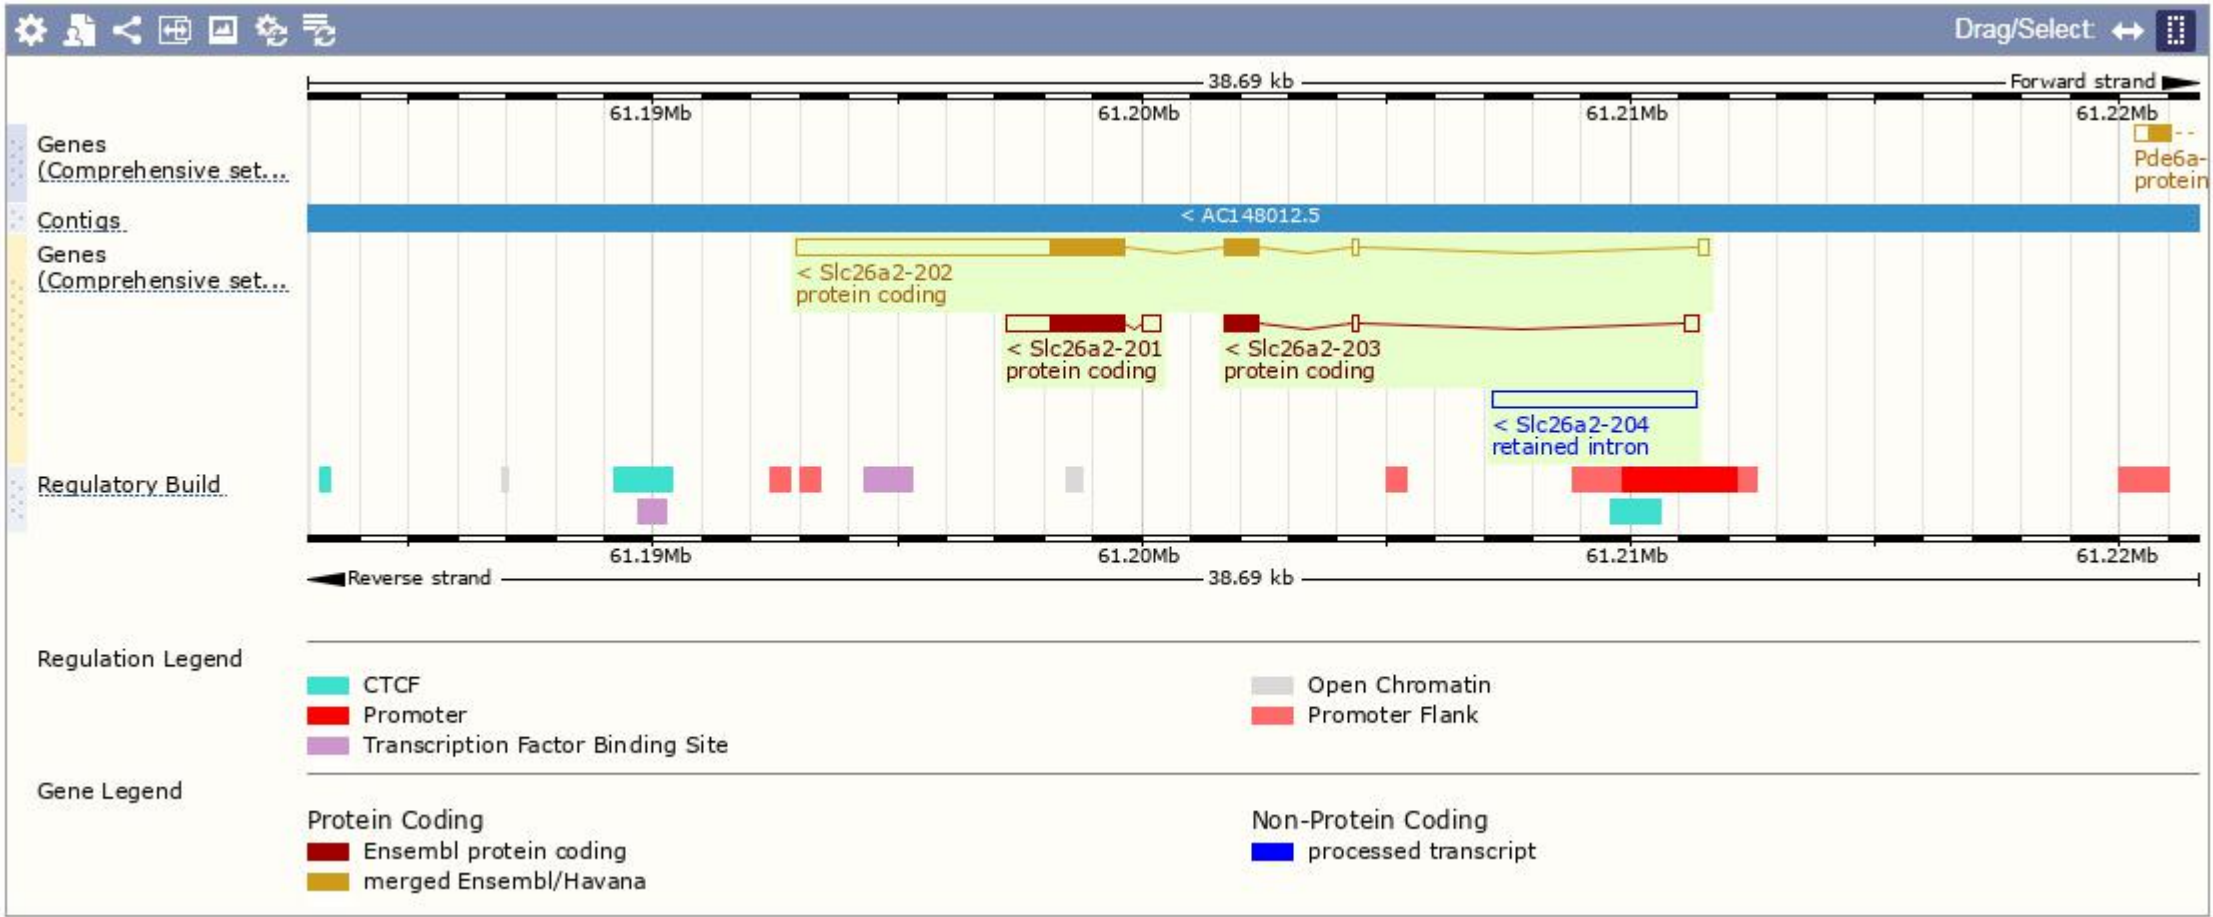 Drag/Select:
38.69 kb Forward strand
61.19Mb 61.20Mb 61.21Mb 61.22Mb
Genes
(Comprehensive set...
Pde6a-
protein
Contigs
< AC148012.5
Genes
(Comprehensive set...
< Slc26a2-202
protein coding
< Slc26a2-201 < Slc26a2-203
protein coding protein coding
< Slc26a2-204
retained intron
Regulatory Build
61.19Mb 61.20Mb 61.21Mb 61.22Mb
Reverse strand 38.69 kb
Regulation Legend
CTCF Open Chromatin
Promoter Promoter Flank
Transcription Factor Binding Site
Gene Legend
Protein Coding Non-Protein Coding
Ensembl protein coding processed transcript
merged Ensembl/Havana